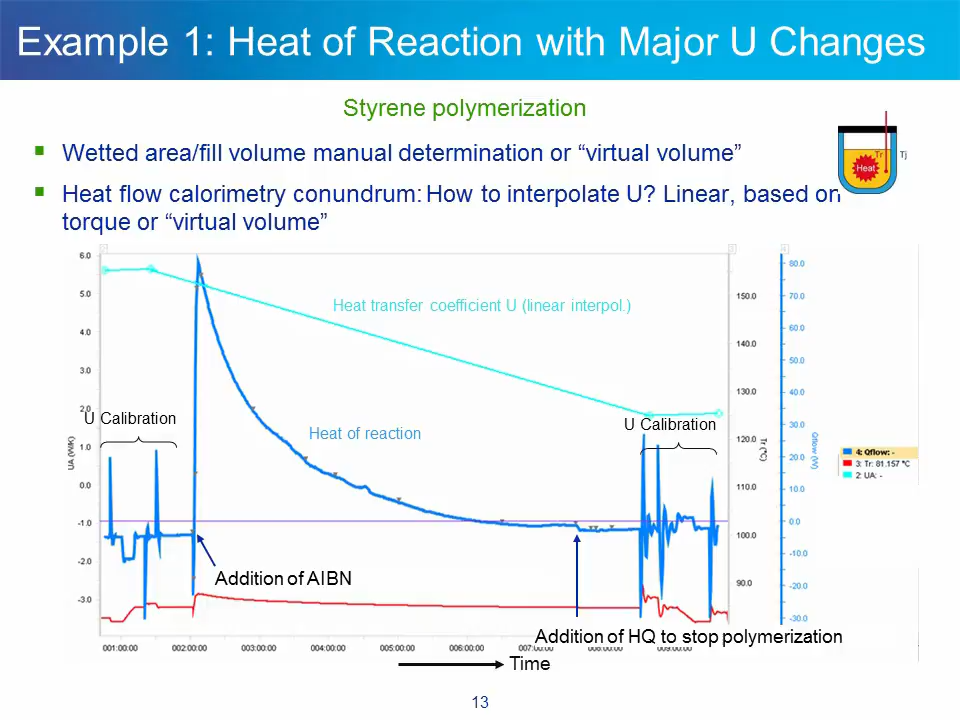 Example 1: Heat of Reaction with Major U Changes
Styrene polymerization
Wetted area/fill volume manual determination or “virtual volume”
Heat flow calorimetry conundrum: How to interpolate U? Linear, based on
torque or “virtual volume”
Tr
Tj
Heat
6.0
5.0
4.0
3.0
2.0
1.0
0.0
-1.0
-2.0
-3.0
UA (W/K)
Heat transfer coefficient U (linear interpol.)
U Calibration
Heat of reaction
U Calibration
150.0
140.0
130.0
120.0
110.0
100.0
90.0
Tr (°C)
80.0
70.0
60.0
50.0
40.0
30.0
20.0
10.0
0.0
-10.0
-20.0
-30.0
Qflow (W)
4: Qflow: -
3: Tr: 81.157 °C
2: UA: -
Addition of AIBN
Addition of HQ to stop polymerization
001:00:00 002:00:00 003:00:00 004:00:00 005:00:00 006:00:00 007:00:00 008:00:00 009:00:00
Time
13